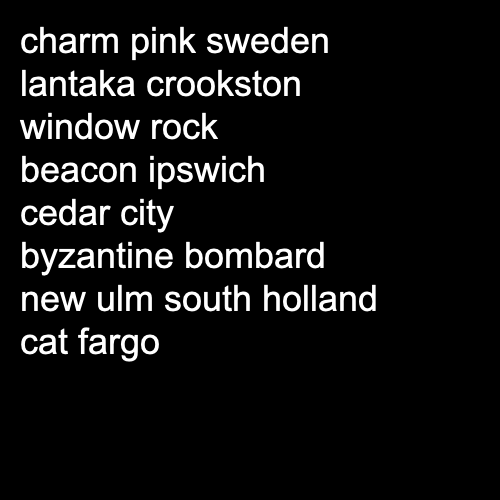 charm pink sweden
lantaka crookston
window rock
beacon ipswich
cedar city
byzantine bombard
new ulm south holland
cat fargo